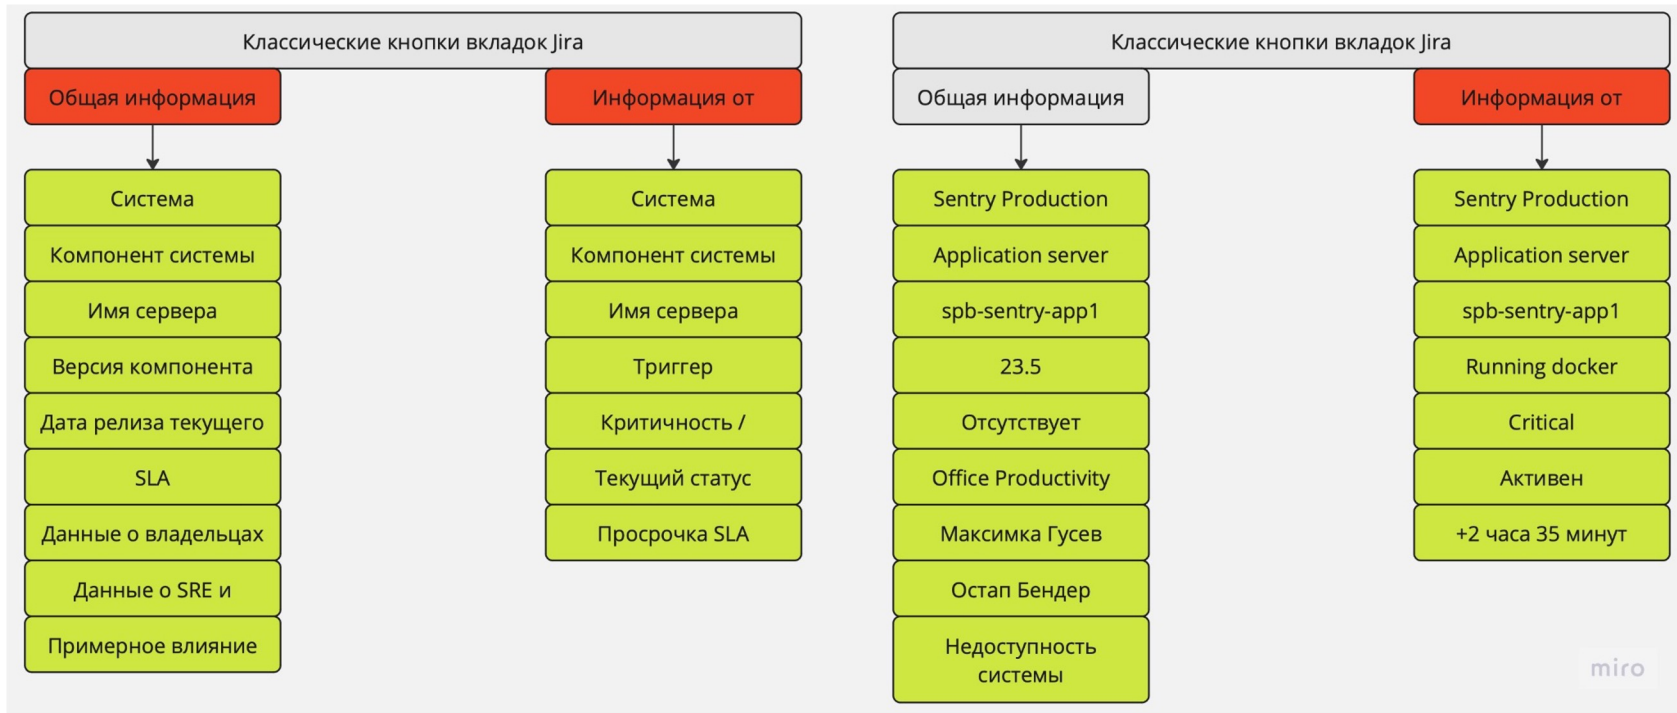 Классические кнопки вкладок Jira
Общая информация
Система
Компонент системы
Имя сервера
Версия компонента
Дата релиза текущего
SLA
Данные о владельцах
Данные о SRE и
Примерное влияние
Информация от
Система
Компонент системы
Имя сервера
Триггер
Критичность /
Текущий статус
Просрочка SLA
Классические кнопки вкладок Jira
Общая информация
Sentry Production
Application server
spb-sentry-app1
23.5
Отсутствует
Office Productivity
Максимка Гусев
Остап Бендер
Недоступность
системы
Информация от
Sentry Production
Application server
spb-sentry-app1
Running docker
Critical
Активен
+2 часа 35 минут
miro